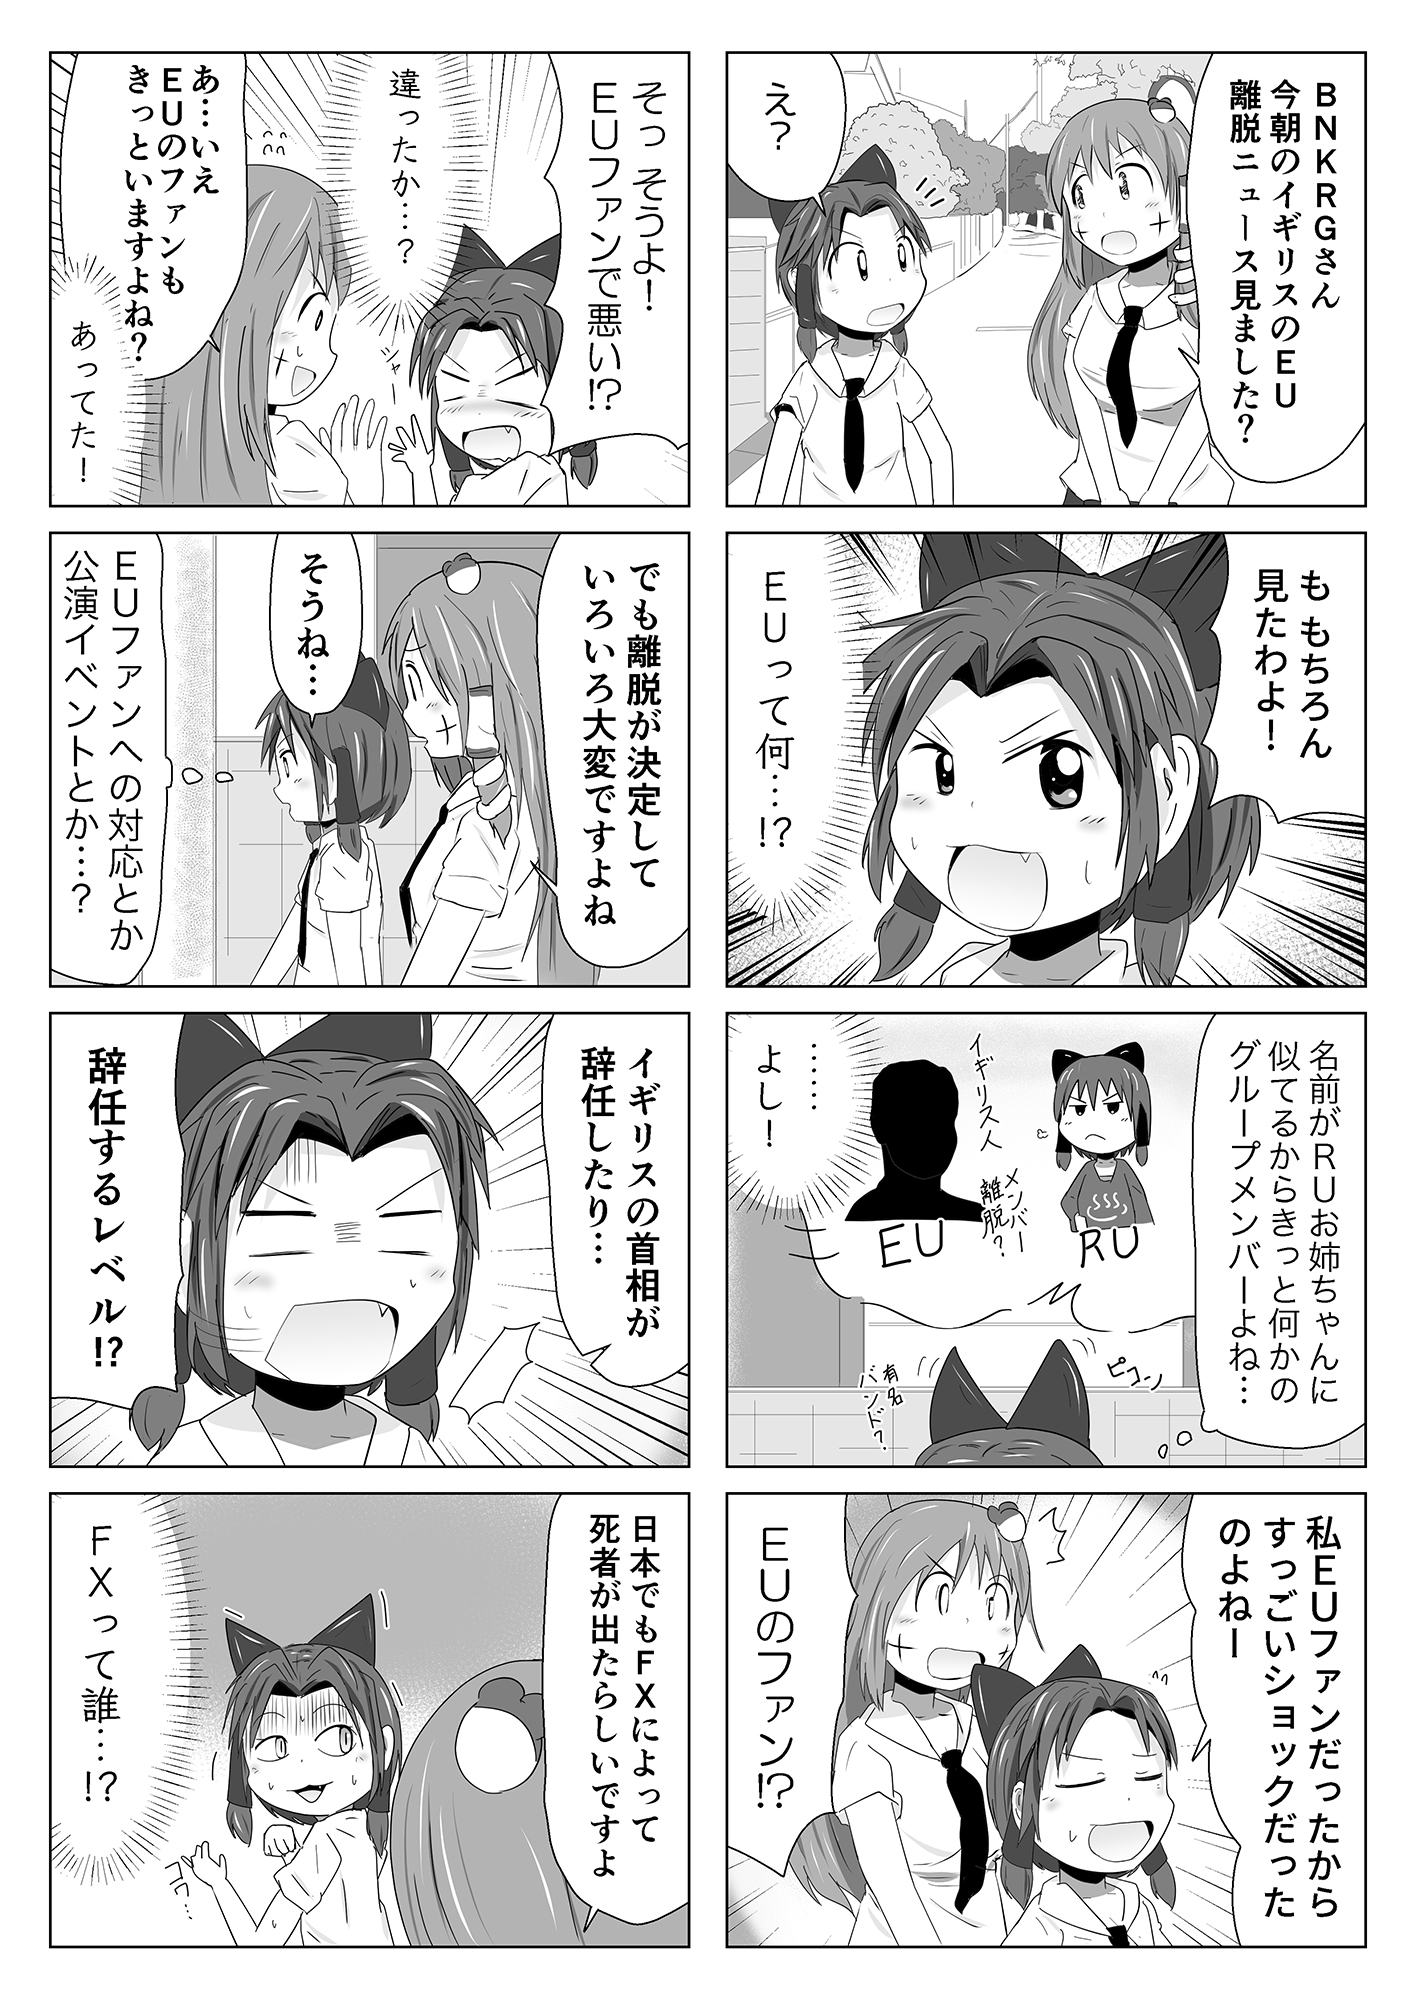 BNKRGさん
今朝のイギリスのEU
離脱ニュース見ました?
え?
も もちろん
見たわよ!
EUって何…!?
名前がRUお姉ちゃんに
似てるからきっと何かの
グループメンバーよね…
RU
イギリス人
メンバー
離脱?
EU
……
よし!
ピコン
有名
バンド?
私EUファンだったから
すっごいショックだった
のよねー
EUのファン!?
そっ そうよ!
EUファンで悪い!?
違ったか…?
ジャー
あ…いえ
EUのファンも
きっといますよね?
あってた!
でも離脱が決定して
いろいろ大変ですよね
そうね…
EUファンへの対応とか
公演イベントとか…?
イギリスの首相が
辞任したり…
辞任するレベル!?
日本でもFXによって
死者が出たらしいですよ
FXって誰…!?
コワ…